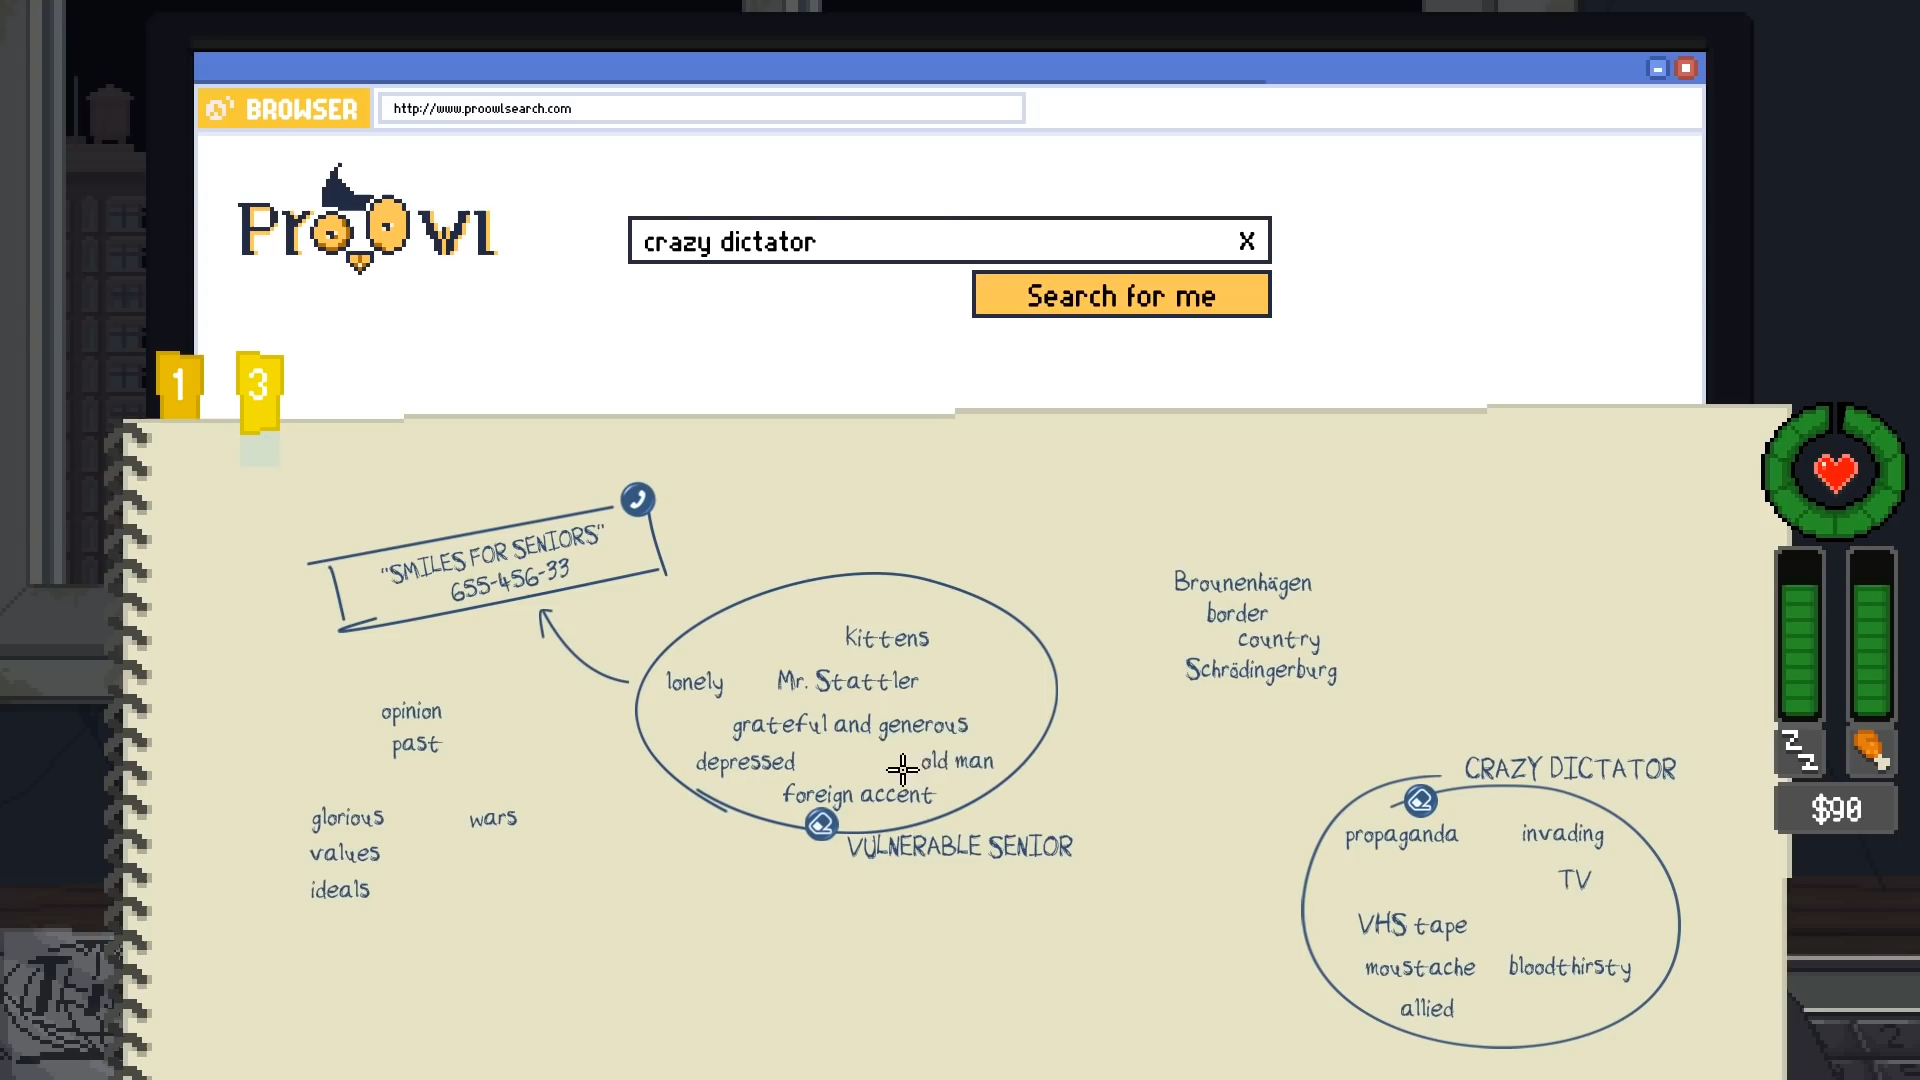 BROWSER
http://www.proowlsearch.com
ProOwl
crazy dictator
X
Search for me
1
3
"SMILES FOR SENIORS"
655-456-33
Kittens
lonely
Mr. Stattler
grateful and generous
depressed
old man
foreign accent
VULNERABLE SENIOR
opinion
past
glorious
wars
values
ideals
Brounenhägen
border
country
Schrödingerburg
CRAZY DICTATOR
propaganda
invading
TV
VHS tape
moustache
bloodthirsty
allied
$90